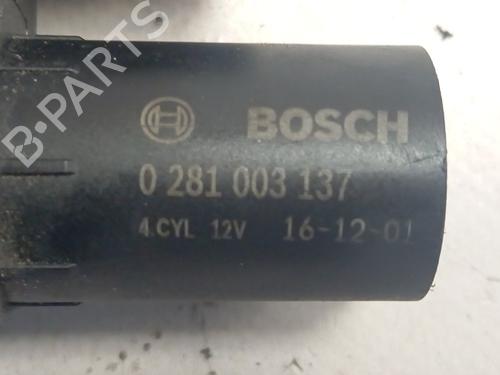 BOSCH
0 281 003 137
4.CYL 12V 16-12-01
B-PARTS